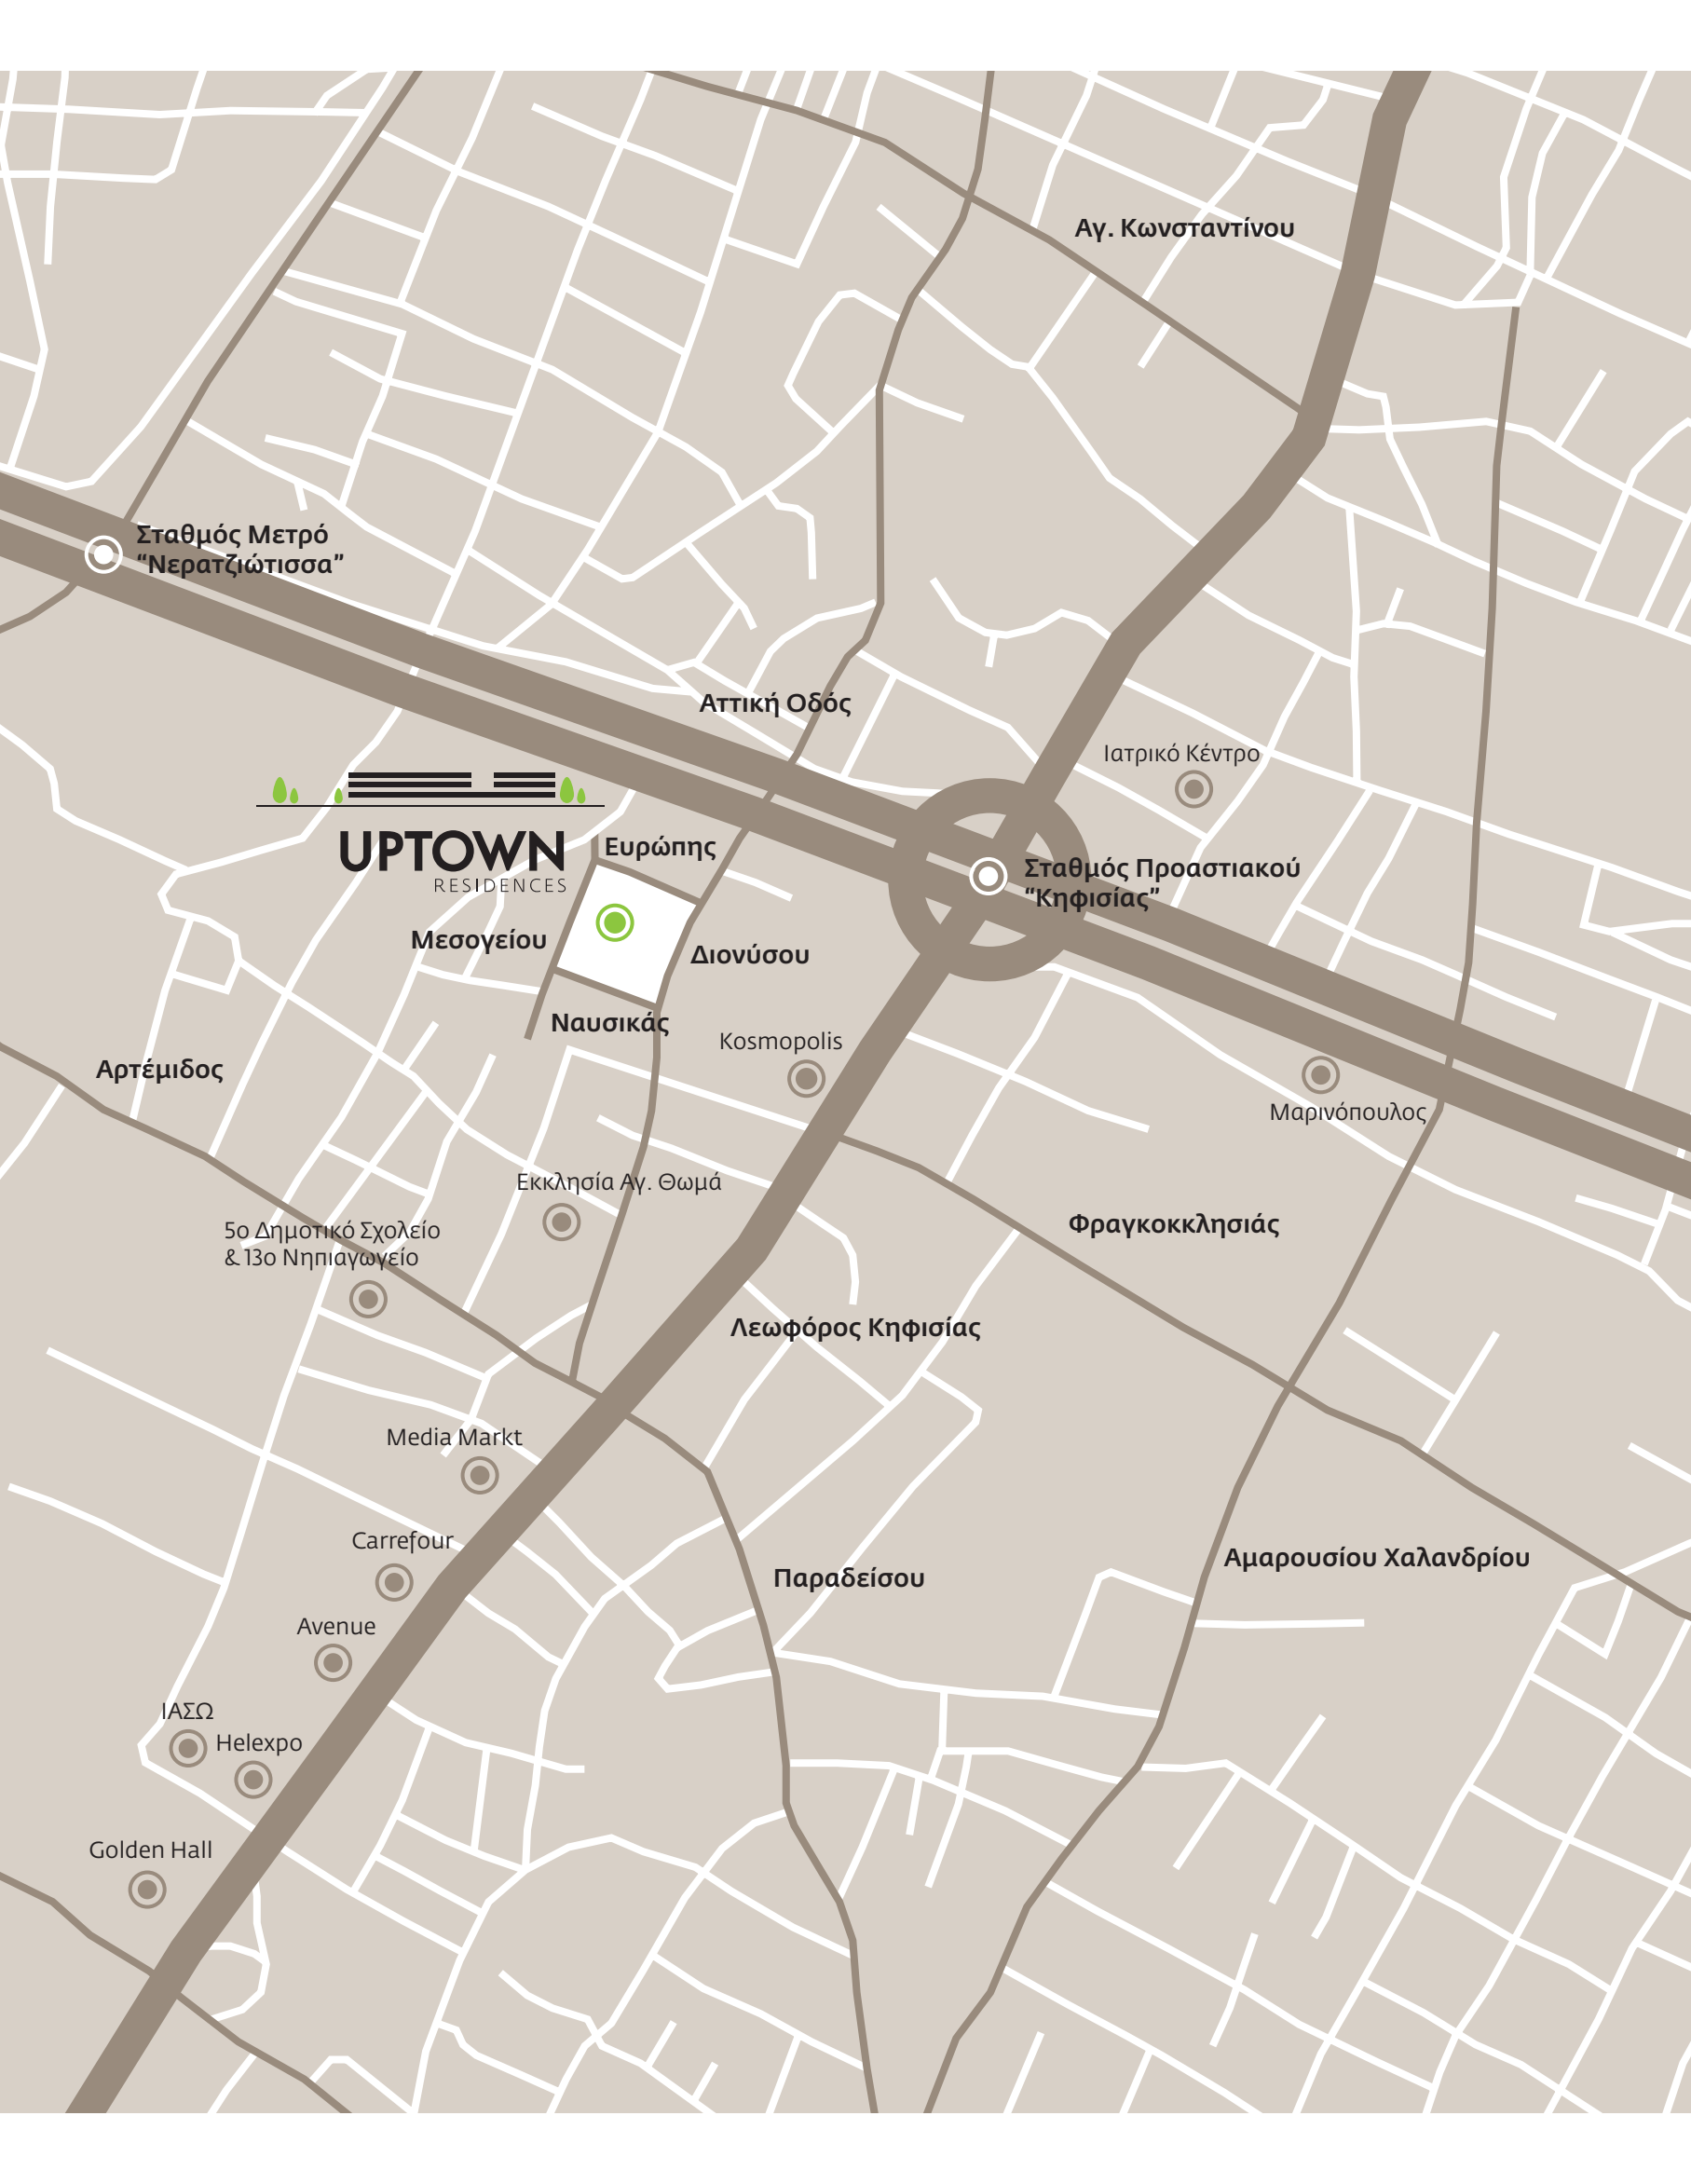 Αγ. Κωνσταντίνου
Σταθμός Μετρό
“Νερατζιώτισσα”
Αττική Οδός
Ιατρικό Κέντρο
UPTOWN
RESIDENCES
Ευρώπης
Σταθμός Προαστιακού
“Κηφισίας”
Μεσογείου
Διονύσου
Ναυσικάς
Kosmopolis
Αρτέμιδος
Μαρινόπουλος
Εκκλησία Αγ. Θωμά
Φραγκοκκλησιάς
5ο Δημοτικό Σχολείο
& 13ο Νηπιαγωγείο
Λεωφόρος Κηφισίας
Media Markt
Carrefour
Αμαρουσίου Χαλανδρίου
Παραδείσου
Avenue
ΙΑΣΩ
Helexpo
Golden Hall